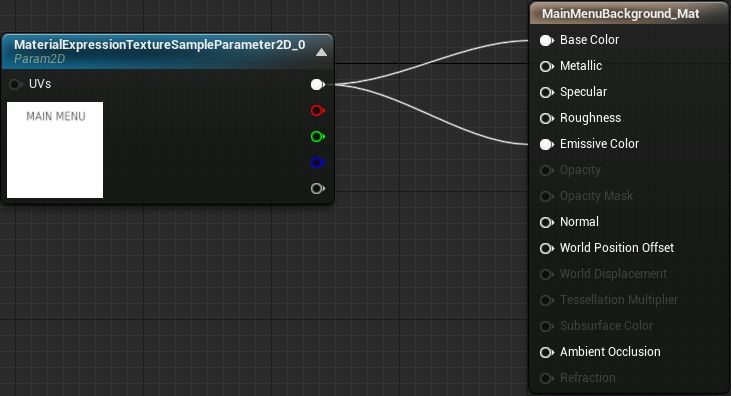 MaterialExpressionTextureSampleParameter2D_0
Param2D
UVs
MAIN MENU
MainMenuBackground_Mat
Base Color
Metallic
Specular
Roughness
Emissive Color
Opacity
Opacity Mask
Normal
World Position Offset
World Displacement
Tessellation Multiplier
Subsurface Color
Ambient Occlusion
Refraction